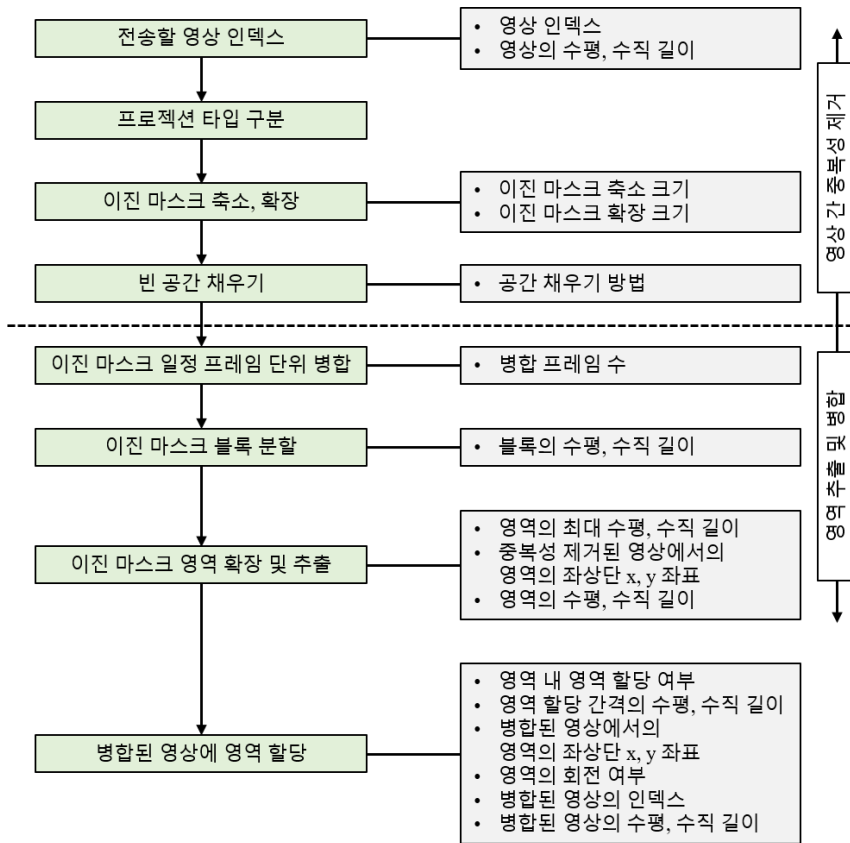 전송할 영상 인덱스
• 영상 인덱스
• 영상의 수평, 수직 길이
프로젝션 타입 구분
이진 마스크 축소, 확장
• 이진 마스크 축소 크기
• 이진 마스크 확장 크기
빈 공간 채우기
• 공간 채우기 방법
영상 간 중복성 제거
이진 마스크 일정 프레임 단위 병합
• 병합 프레임 수
이진 마스크 블록 분할
• 블록의 수평, 수직 길이
이진 마스크 영역 확장 및 추출
• 영역의 최대 수평, 수직 길이
• 중복성 제거된 영상에서의
영역의 좌상단 x, y 좌표
• 영역의 수평, 수직 길이
영역 추출 및 병합
병합된 영상에 영역 할당
• 영역 내 영역 할당 여부
• 영역 할당 간격의 수평, 수직 길이
• 병합된 영상에서의
영역의 좌상단 x, y 좌표
• 영역의 회전 여부
• 병합된 영상의 인덱스
• 병합된 영상의 수평, 수직 길이